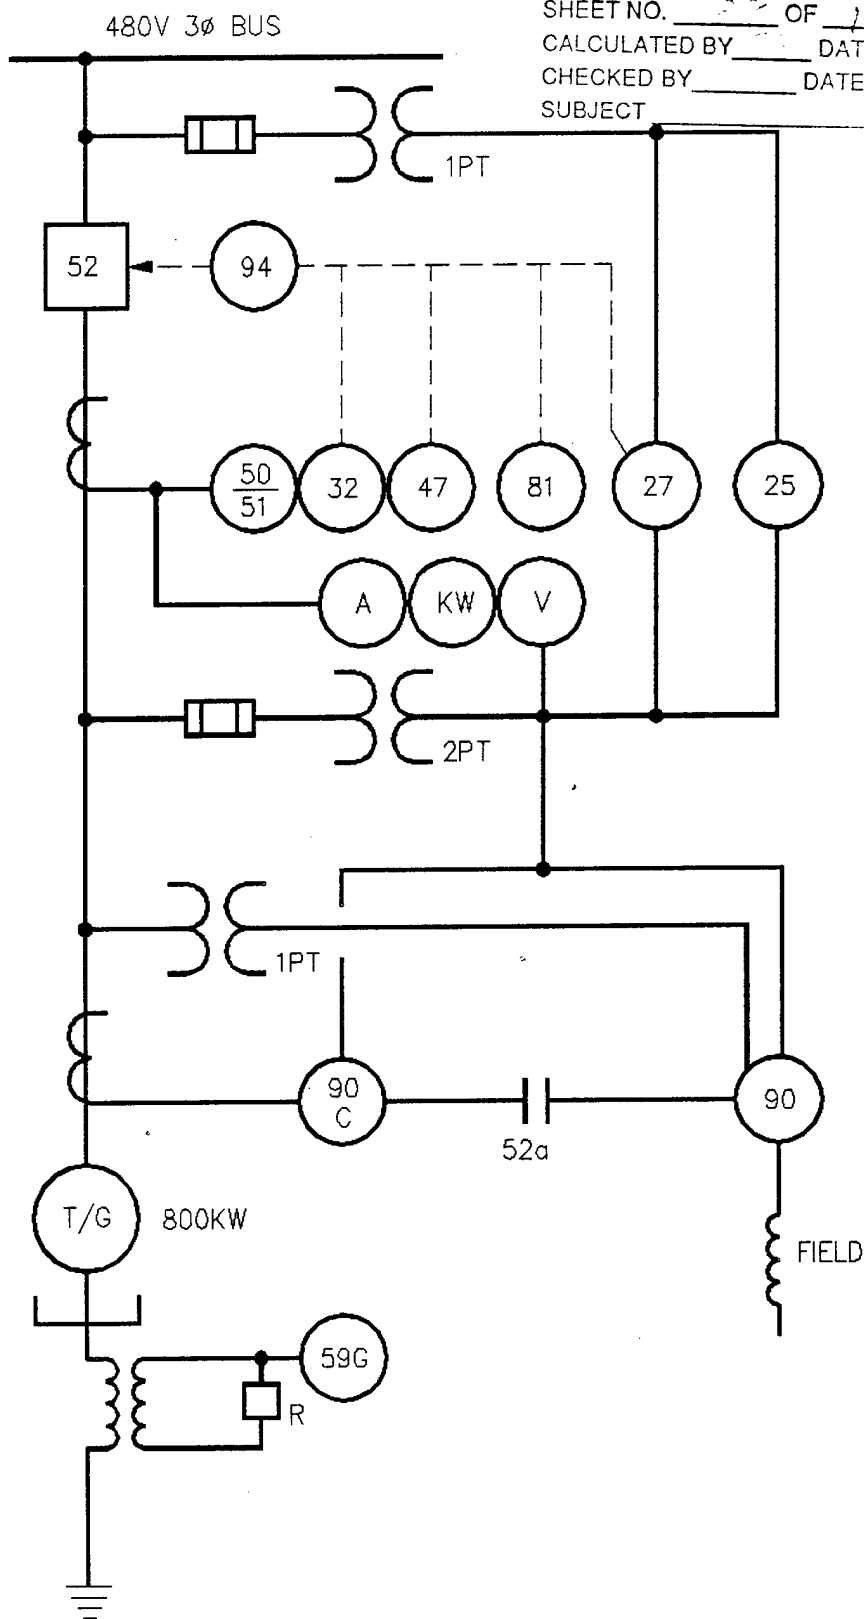 SHEET NO. OF
CALCULATED BY DAT
CHECKED BY DATE
SUBJECT
480V 3ø BUS
1PT
52
94
50
51
32
47
81
27
25
A
KW
V
2PT
1PT
90
C
52a
90
T/G
800KW
FIELD
59G
R